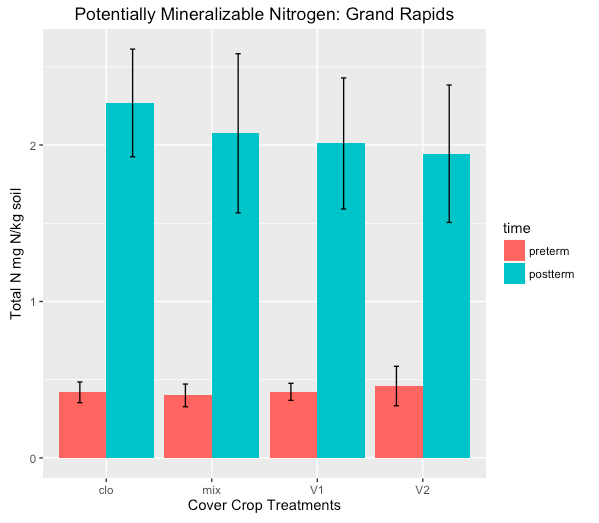 Potentially Mineralizable Nitrogen: Grand Rapids
Total N mg N/kg soil
2
1
0
clo mix V1 V2
Cover Crop Treatments
time
preterm
postterm